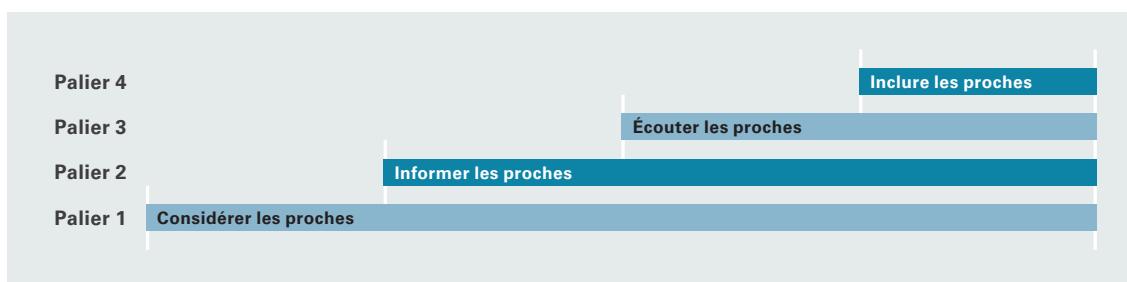 Palier 4 Inclure les proches
Palier 3 Écouter les proches
Palier 2 Informer les proches
Palier 1 Considérer les proches